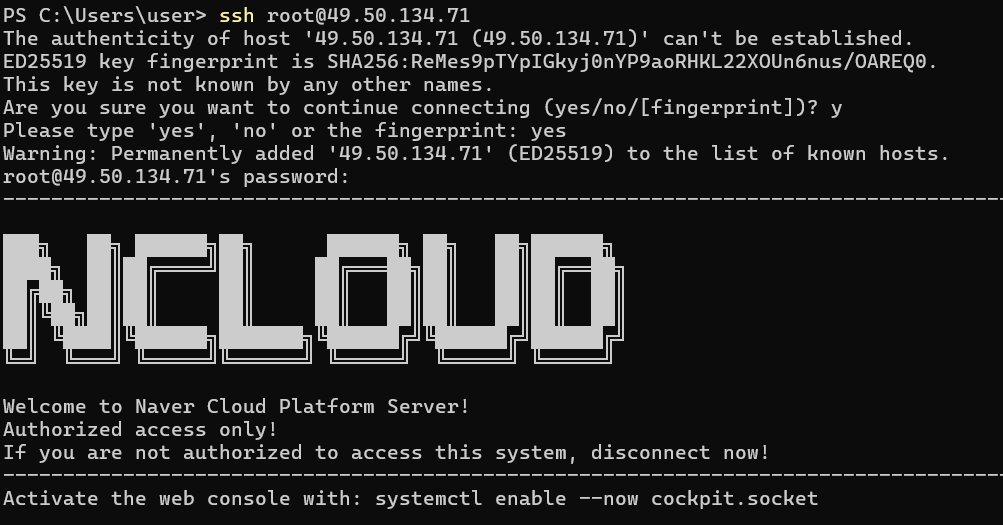 PS C:\Users\user> ssh root@49.50.134.71
The authenticity of host '49.50.134.71 (49.50.134.71)' can't be established.
ED25519 key fingerprint is SHA256:ReMes9pTYpIGkyj0nYP9aoRHKL22XOUn6nus/OAREQ0.
This key is not known by any other names.
Are you sure you want to continue connecting (yes/no/[fingerprint])? y
Please type 'yes', 'no' or the fingerprint: yes
Warning: Permanently added '49.50.134.71' (ED25519) to the list of known hosts.
root@49.50.134.71's password:
NCLOUD
Welcome to Naver Cloud Platform Server!
Authorized access only!
If you are not authorized to access this system, disconnect now!
Activate the web console with: systemctl enable --now cockpit.socket